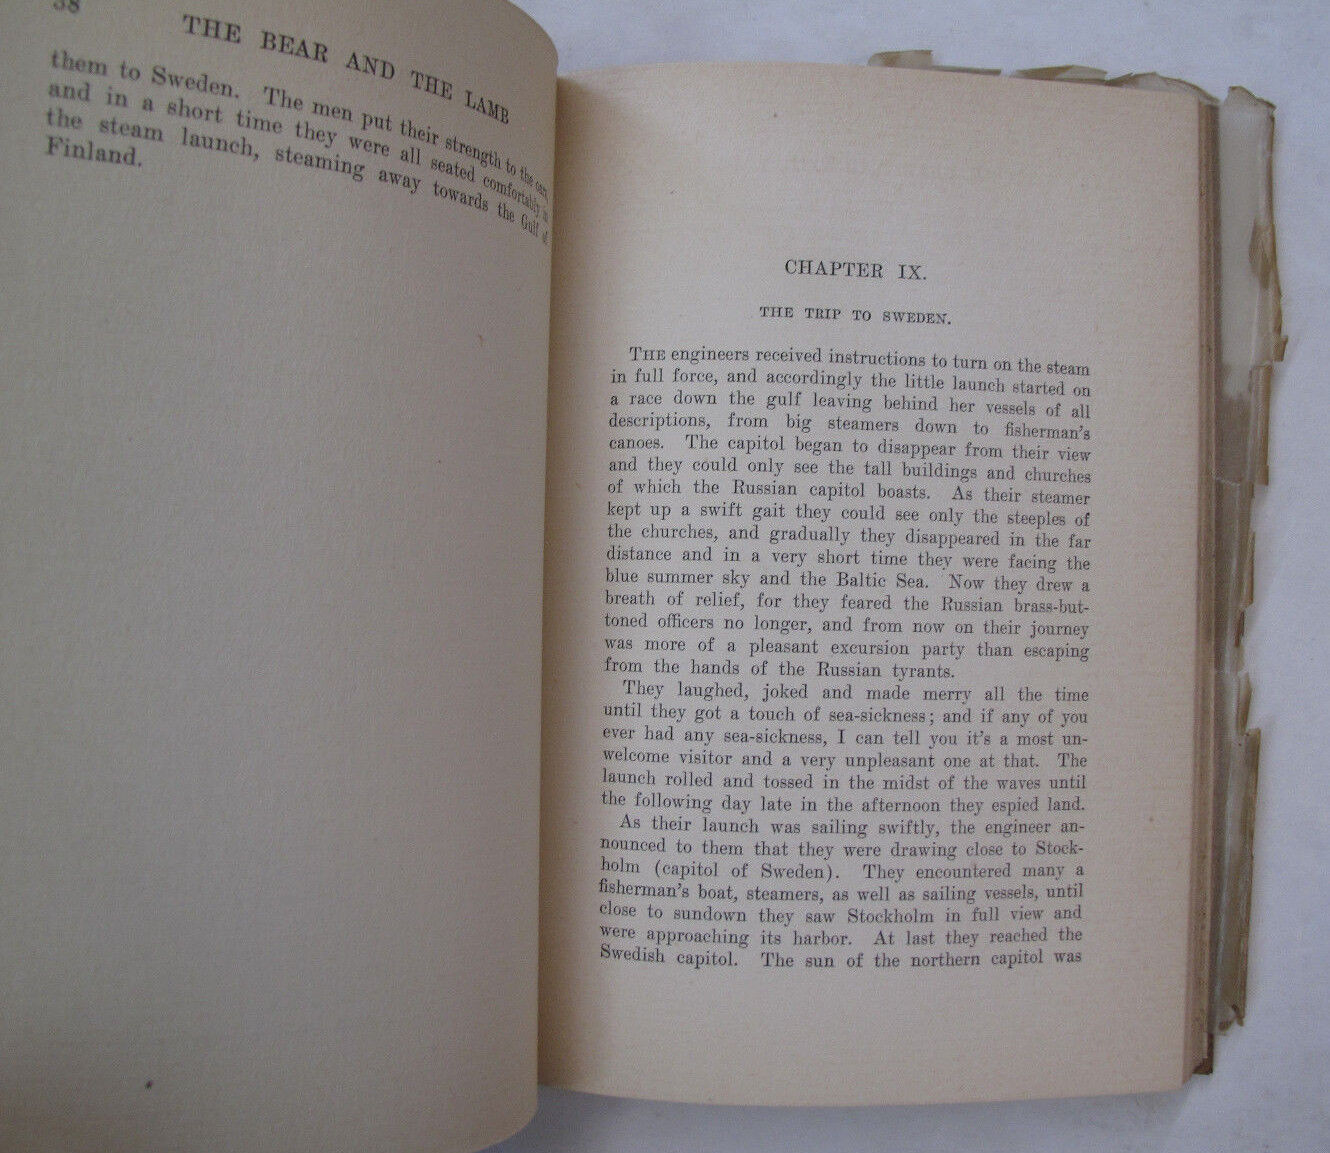 38
THE BEAR AND THE LAMB
them to Sweden. The men put their strength to the oars,
and in a short time they were all seated comfortably in
the steam launch, steaming away towards the Gulf of
Finland.
CHAPTER IX.
THE TRIP TO SWEDEN.
THE engineers received instructions to turn on the steam
in full force, and accordingly the little launch started on
a race down the gulf leaving behind her vessels of all
descriptions, from big steamers down to fisherman's
canoes. The capitol began to disappear from their view
and they could only see the tall buildings and churches
of which the Russian capitol boasts. As their steamer
kept up a swift gait they could see only the steeples of
the churches, and gradually they disappeared in the far
distance and in a very short time they were facing the
blue summer sky and the Baltic Sea. Now they drew a
breath of relief, for they feared the Russian brass-but-
toned officers no longer, and from now on their journey
was more of a pleasant excursion party than escaping
from the hands of the Russian tyrants.
They laughed, joked and made merry all the time
until they got a touch of sea-sickness; and if any of you
ever had any sea-sickness, I can tell you it's a most un-
welcome visitor and a very unpleasant one at that. The
launch rolled and tossed in the midst of the waves until
the following day late in the afternoon they espied land.
As their launch was sailing swiftly, the engineer an-
nounced to them that they were drawing close to Stock-
holm (capitol of Sweden). They encountered many a
fisherman's boat, steamers, as well as sailing vessels, until
close to sundown they saw Stockholm in full view and
were approaching its harbor. At last they reached the
Swedish capitol. The sun of the northern capitol was